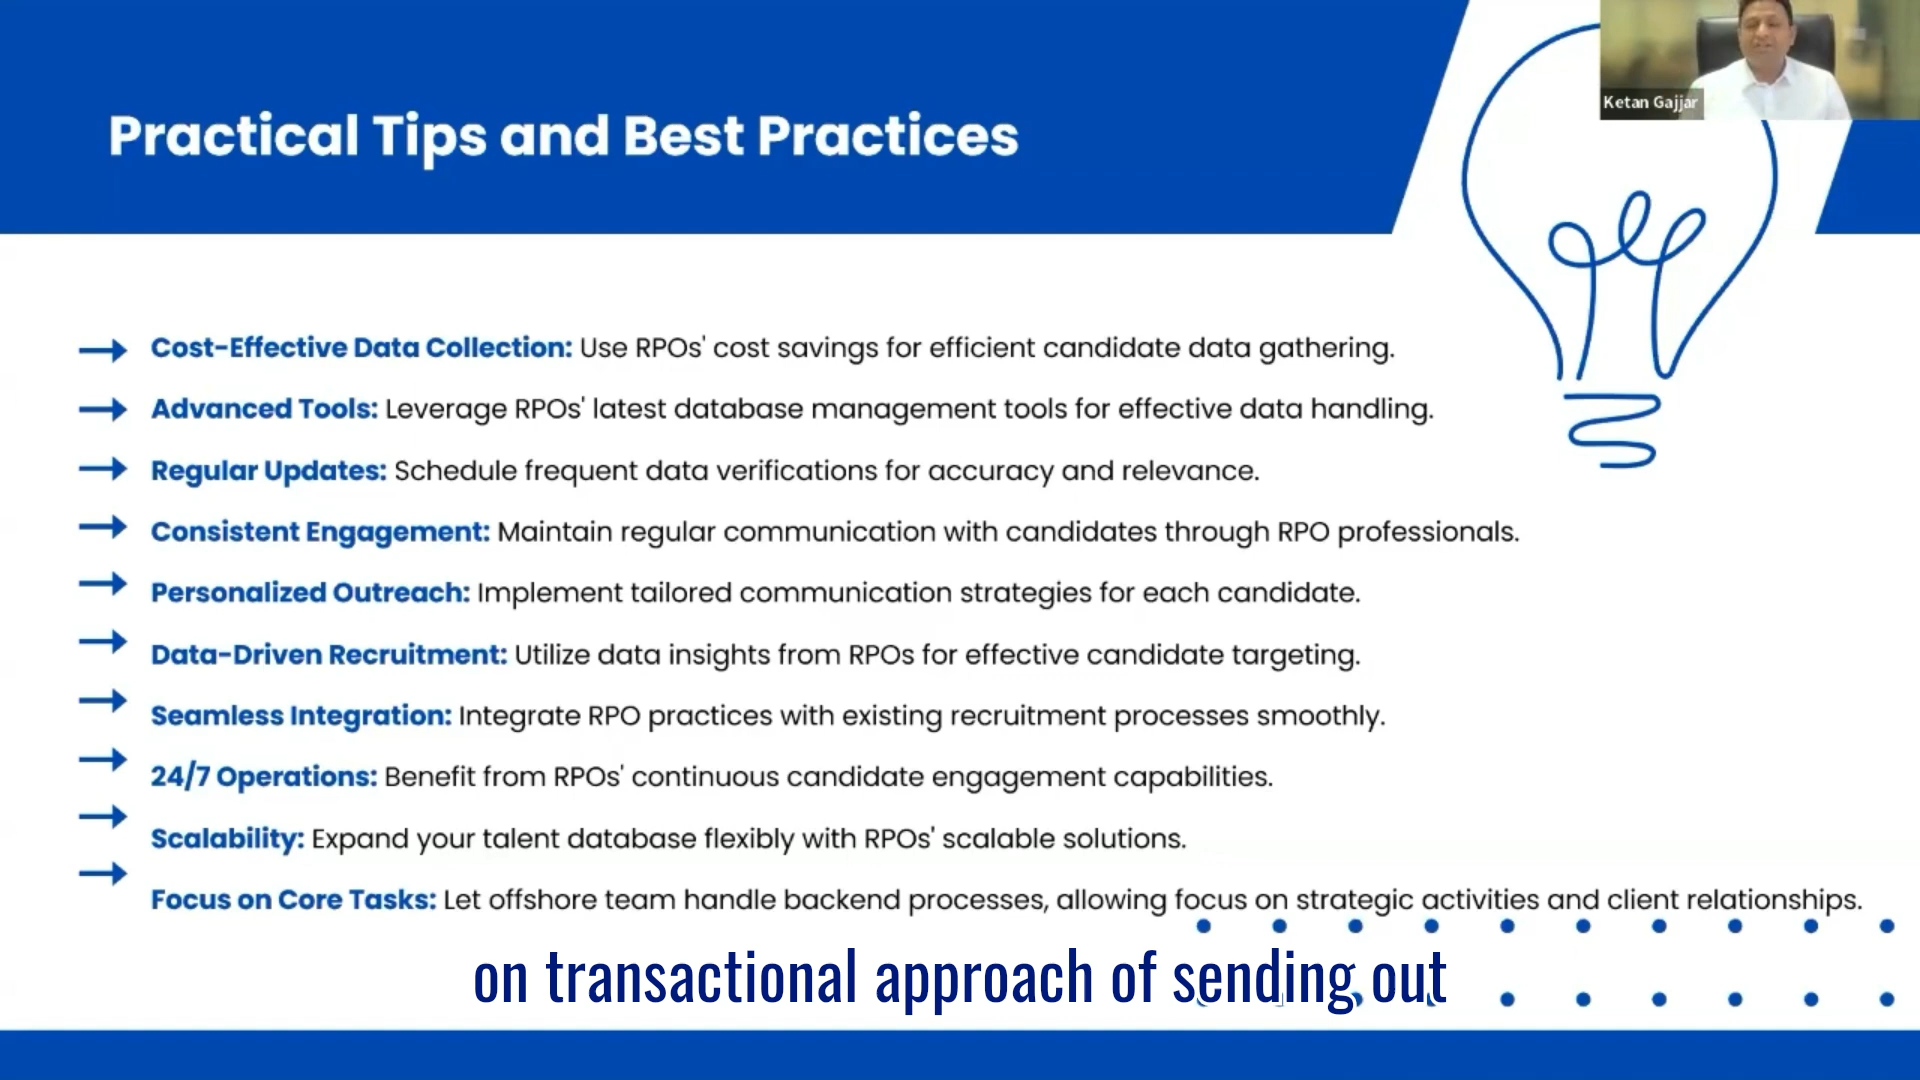 Ketan Gajjar
Practical Tips and Best Practices
Cost-Effective Data Collection: Use RPOs' cost savings for efficient candidate data gathering.
Advanced Tools: Leverage RPOs' latest database management tools for effective data handling.
Regular Updates: Schedule frequent data verifications for accuracy and relevance.
Consistent Engagement: Maintain regular communication with candidates through RPO professionals.
Personalized Outreach: Implement tailored communication strategies for each candidate.
Data-Driven Recruitment: Utilize data insights from RPOs for effective candidate targeting.
Seamless Integration: Integrate RPO practices with existing recruitment processes smoothly.
24/7 Operations: Benefit from RPOs' continuous candidate engagement capabilities.
Scalability: Expand your talent database flexibly with RPOs' scalable solutions.
Focus on Core Tasks: Let offshore team handle backend processes, allowing focus on strategic activities and client relationships.
on transactional approach of sending out